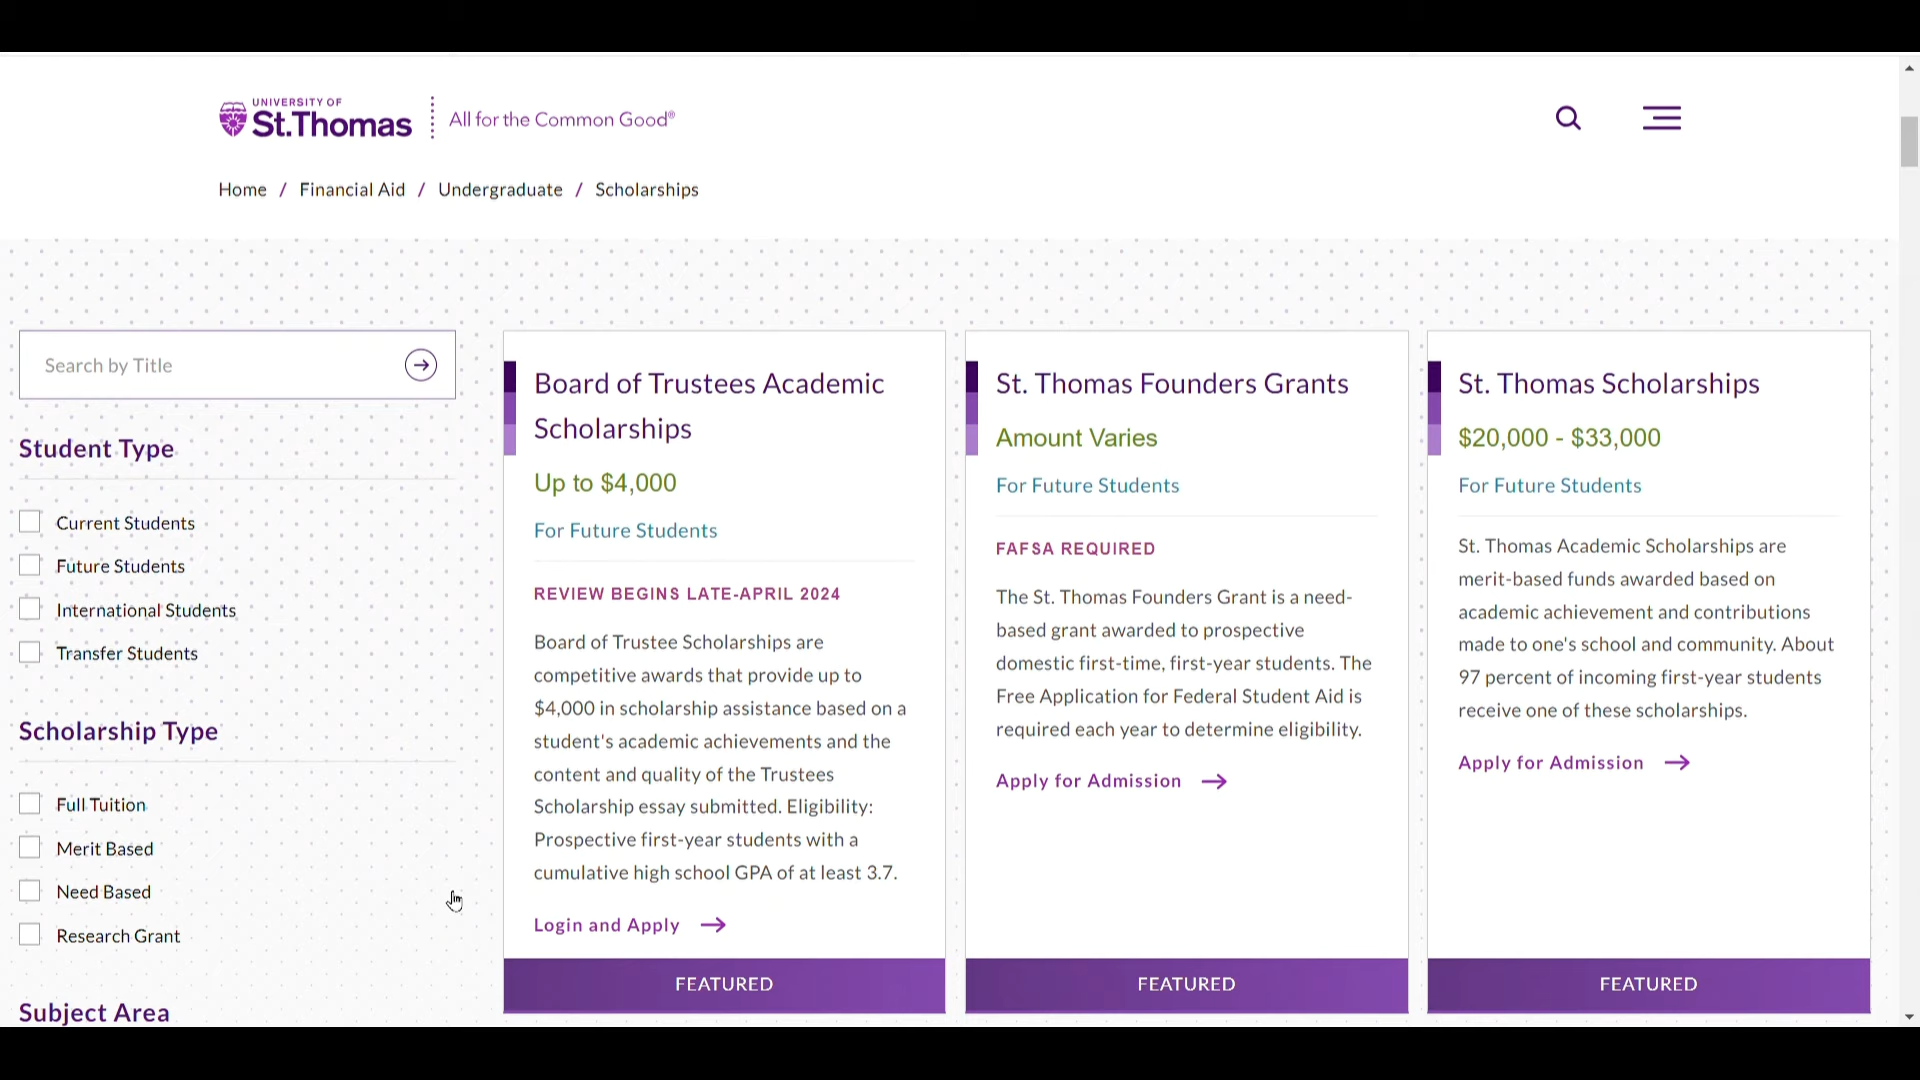 UNIVERSITY OF
St.Thomas
All for the Common Good®
Home / Financial Aid / Undergraduate / Scholarships
Search by Title
Student Type
Current Students
Future Students
International Students
Transfer Students
Scholarship Type
Full Tuition
Merit Based
Need Based
Research Grant
Subject Area
Board of Trustees Academic
Scholarships
Up to $4,000
For Future Students
REVIEW BEGINS LATE-APRIL 2024
Board of Trustee Scholarships are
competitive awards that provide up to
$4,000 in scholarship assistance based on a
student's academic achievements and the
content and quality of the Trustees
Scholarship essay submitted. Eligibility:
Prospective first-year students with a
cumulative high school GPA of at least 3.7.
Login and Apply
FEATURED
St. Thomas Founders Grants
Amount Varies
For Future Students
FAFSA REQUIRED
The St. Thomas Founders Grant is a need-
based grant awarded to prospective
domestic first-time, first-year students. The
Free Application for Federal Student Aid is
required each year to determine eligibility.
Apply for Admission
FEATURED
St. Thomas Scholarships
$20,000 - $33,000
For Future Students
St. Thomas Academic Scholarships are
merit-based funds awarded based on
academic achievement and contributions
made to one's school and community. About
97 percent of incoming first-year students
receive one of these scholarships.
Apply for Admission
FEATURED